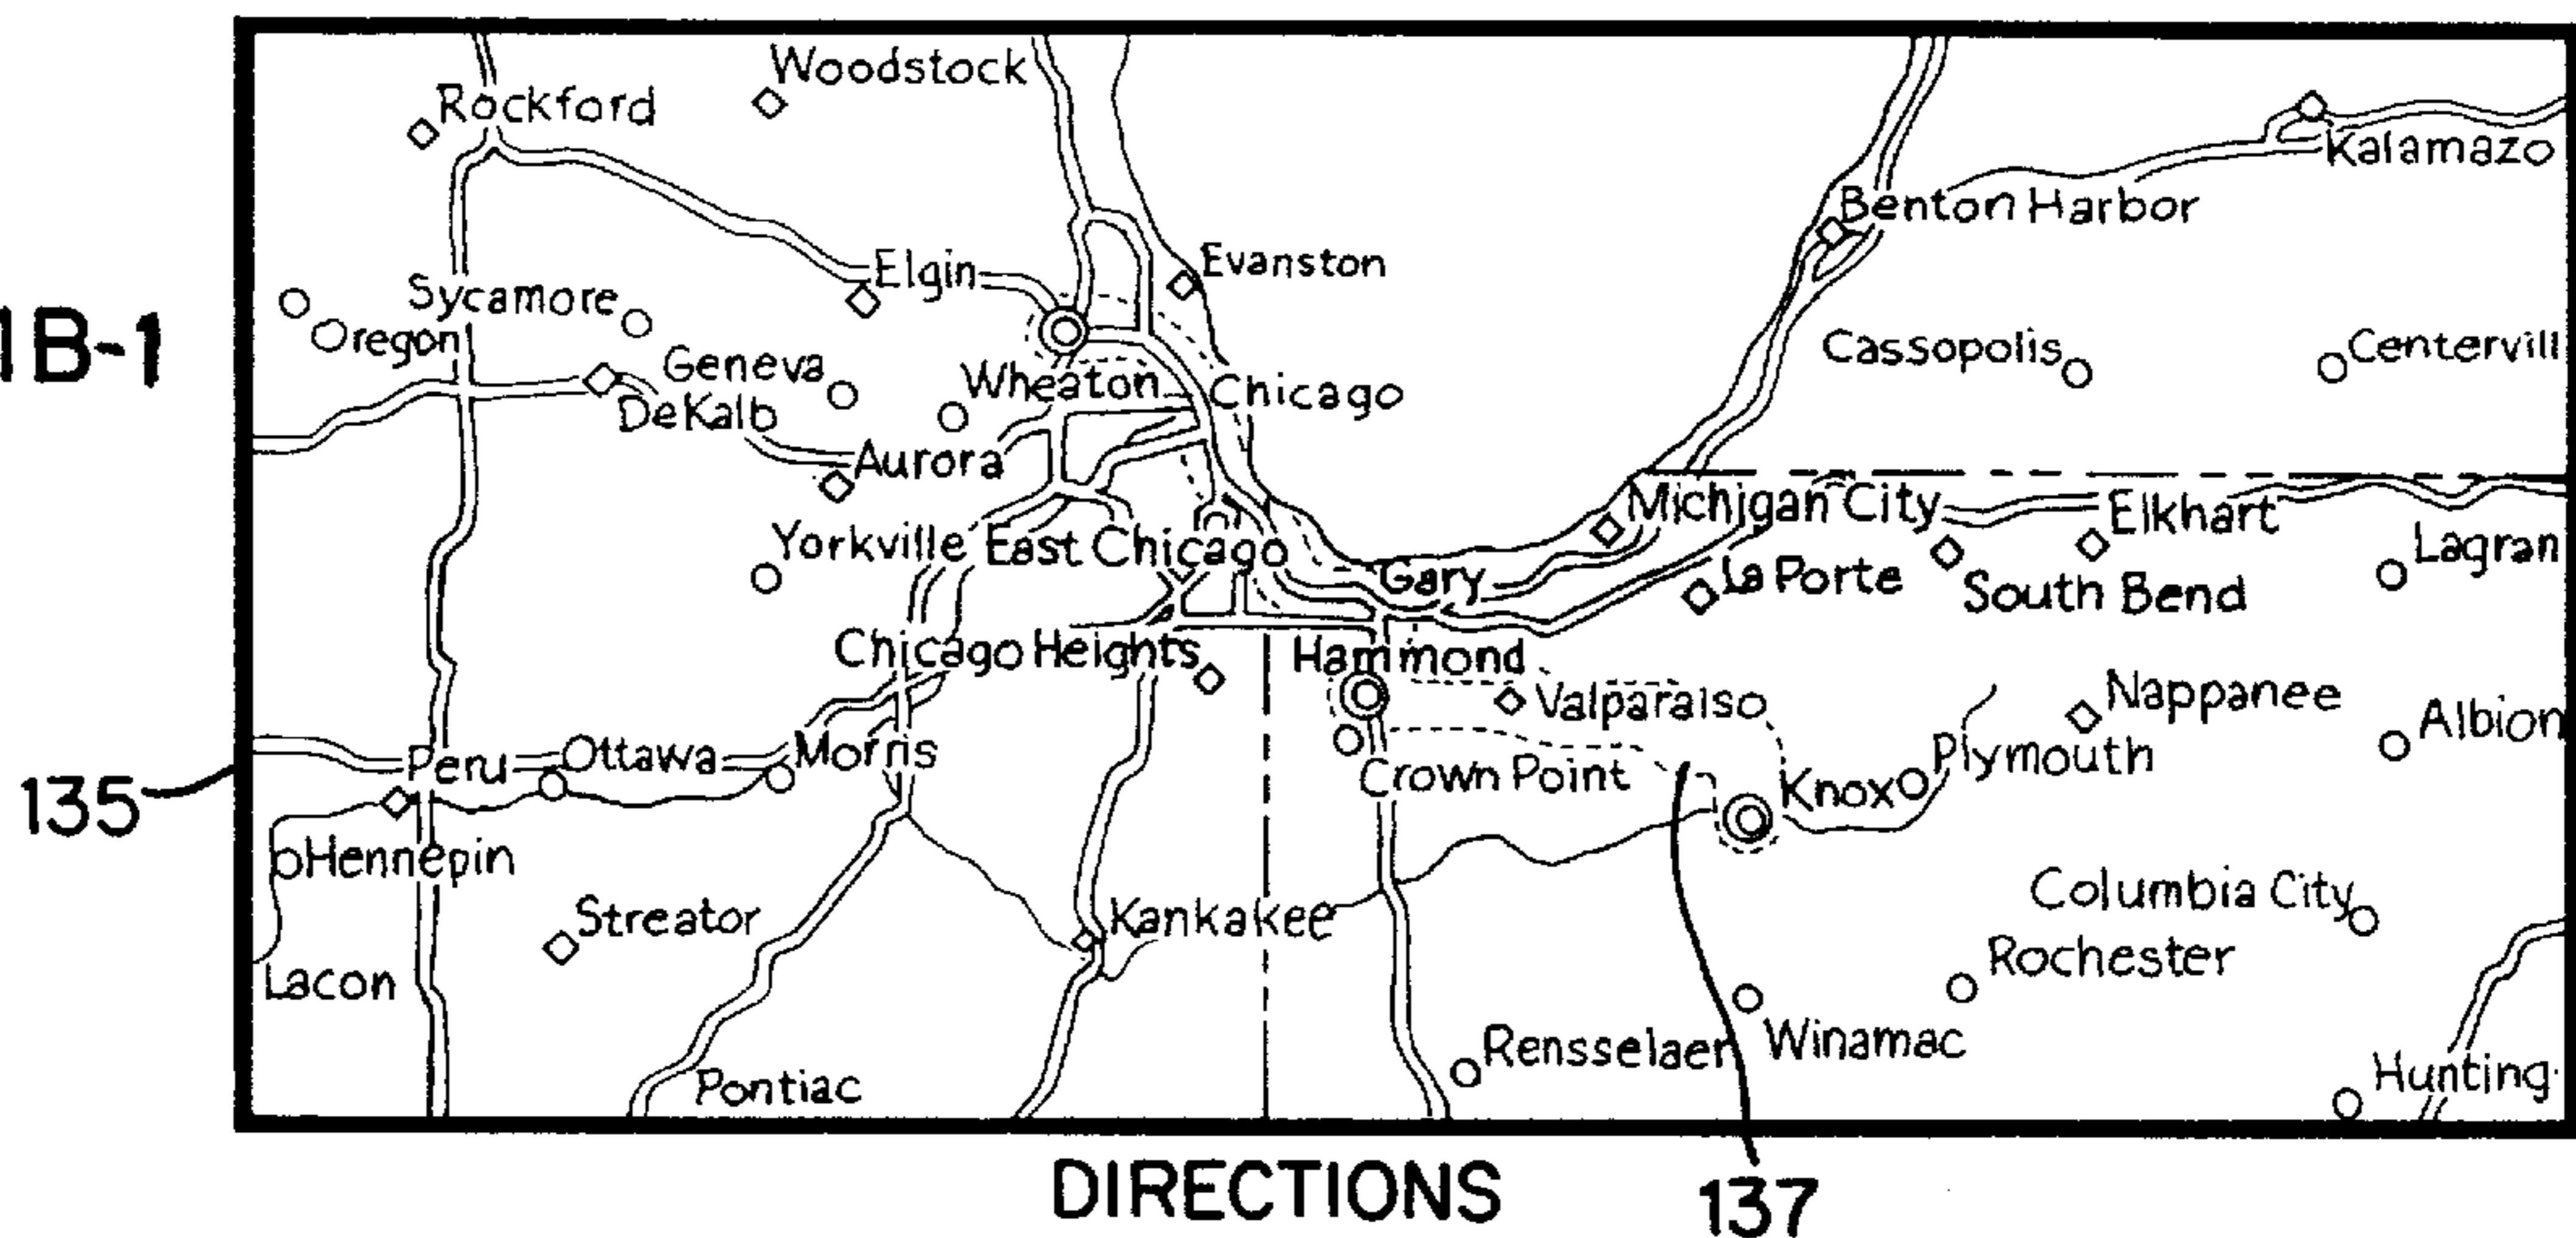 Woodstock
Rockford
Kalamazo
Benton Harbor
Evanston
Elgin
Sycamore
Oregon
1B-1
Geneva
Wheaton
Chicago
Cassopolis
Centervill
DeKalb
Aurora
Michigan City
Elkhart
Yorkville
East Chicago
Lagran
Gary
La Porte
South Bend
Chicago Heights
Hammond
Valparaiso
Nappanee
Albion
Peru
Ottawa
Morris
Crown Point
Knox
Plymouth
135
Hennepin
Streator
Kankakee
Columbia City
Rochester
Lacon
Rensselaer
Winamac
Pontiac
Hunting
DIRECTIONS
137